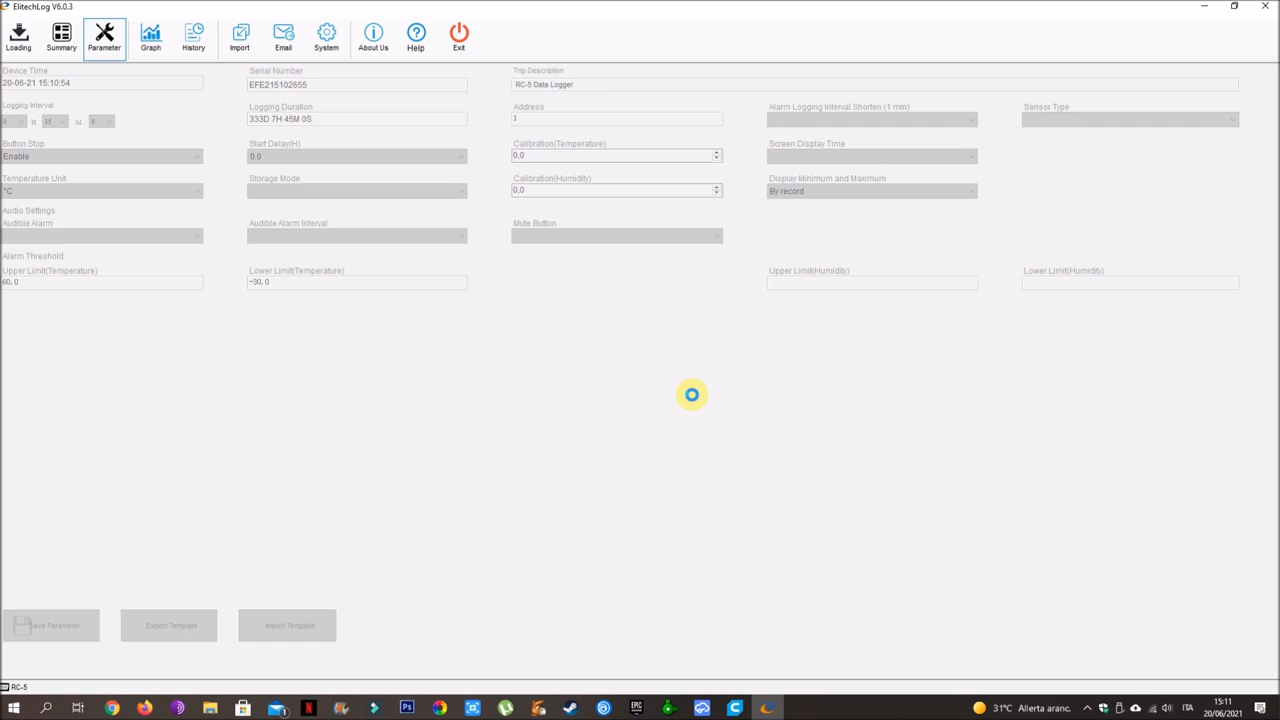 ElitechLog V6.0.3
Loading
Summary
Parameter
Graph
History
Import
Email
System
About Us
Help
Exit
Device Time
20-06-21 15:10:54
Serial Number
EFE215102655
Trip Description
RC-5 Data Logger
Logging Interval
0 H 15 M 0
Logging Duration
333D 7H 45M 0S
Address
1
Alarm Logging Interval Shorten (1 min)
Sensor Type
Button Stop
Enable
Start Delay(H)
0.0
Calibration(Temperature)
0,0
Screen Display Time
Temperature Unit
°C
Storage Mode
Calibration(Humidity)
0,0
Display Minimum and Maximum
By record
Audio Settings
Audible Alarm
Audible Alarm Interval
Mute Button
Alarm Threshold
Upper Limit(Temperature)
60,0
Lower Limit(Temperature)
-30,0
Upper Limit(Humidity)
Lower Limit(Humidity)
Save Parameter
Export Template
Import Template
RC-5
31°C Allerta aranc.
ITA
15:11
20/06/2021